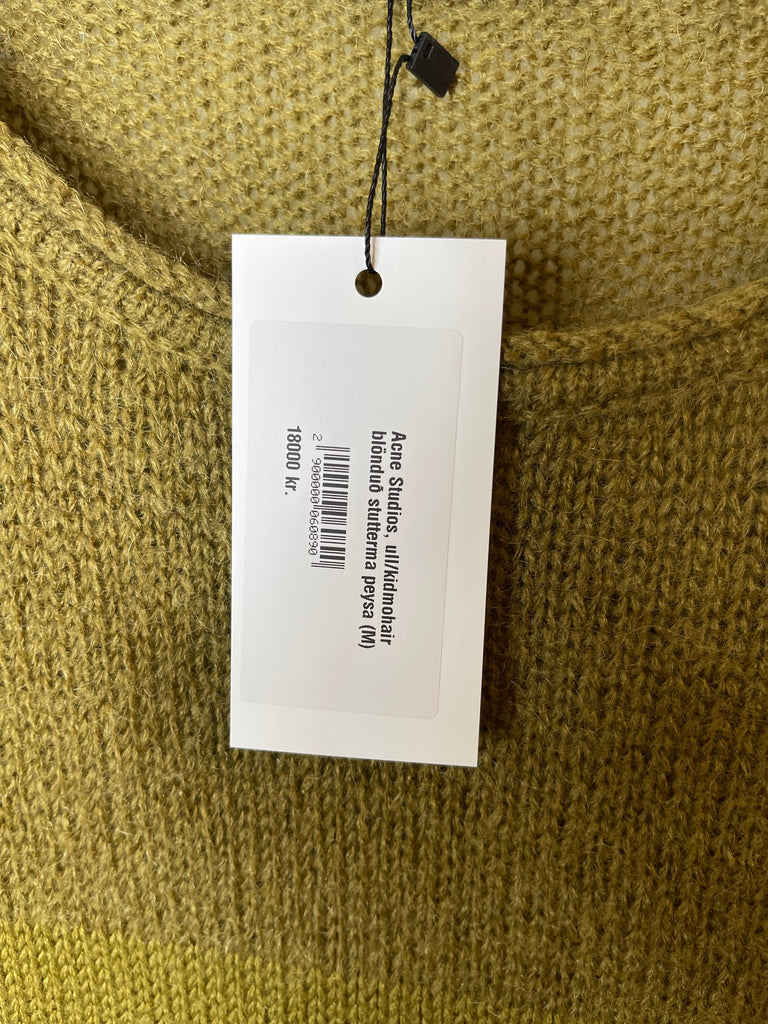 Acne Studios, ull/kidmohair
blönduð stutterma peysa (M)
2 900000 060890
18000 kr.